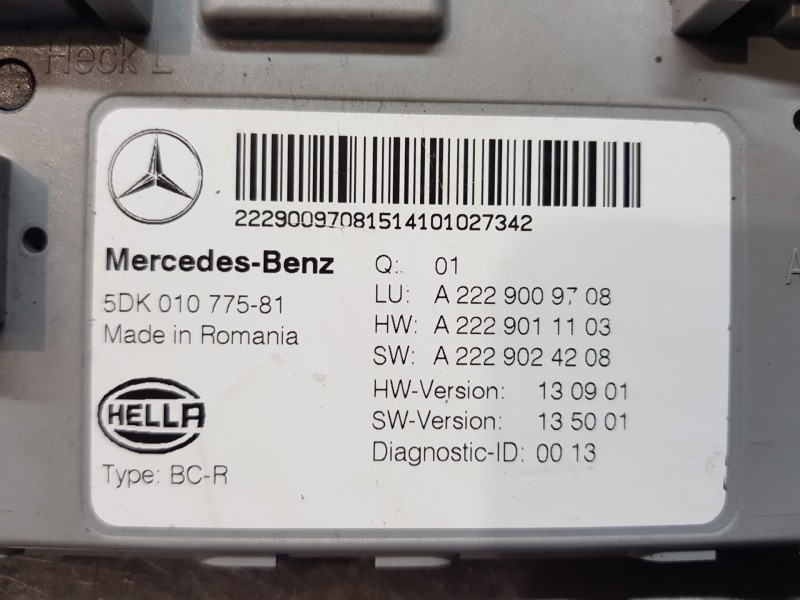 Heck L
2229009708151410102​7342
Mercedes-Benz
5DK 010 775-81
Made in Romania
HELLA
Type: BC-R
Q: 01
LU: A 222 900 97 08
HW: A 222 901 11 03
SW: A 222 902 42 08
HW-Version: 13 09 01
SW-Version: 13 50 01
Diagnostic-ID: 00 13